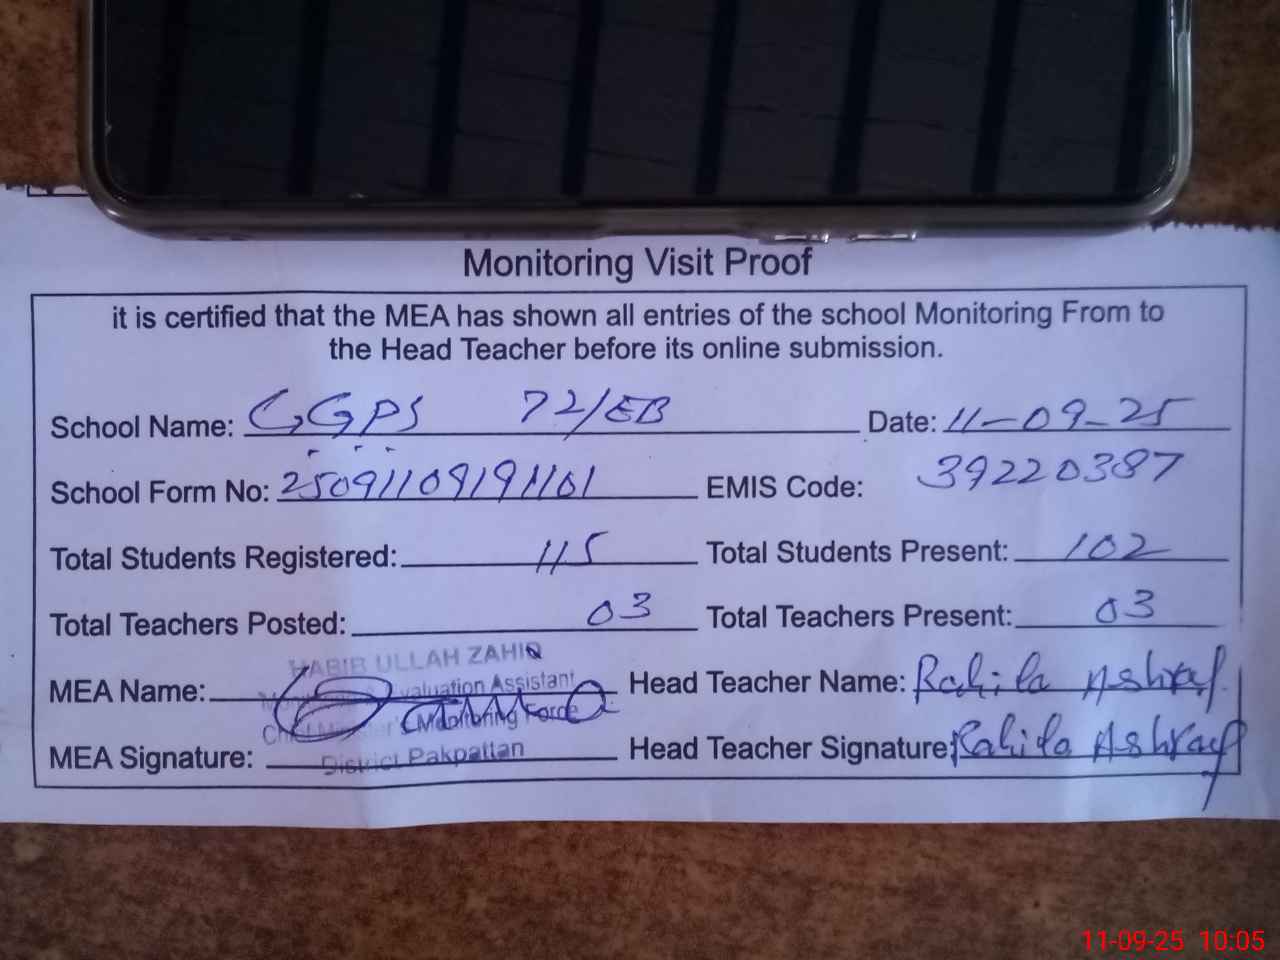 Monitoring Visit Proof
it is certified that the MEA has shown all entries of the school Monitoring From to
the Head Teacher before its online submission.
School Name: GGPS 72/EB Date: 11-09-25
School Form No: 25091109191101 EMIS Code: 39220387
Total Students Registered: 115 Total Students Present: 102
Total Teachers Posted: 03 Total Teachers Present: 03
HABIB ULLAH ZAHID
MEA Name: Evaluation Assistant Head Teacher Name: Rahila Ashraf
Chief Minister's Monitoring Force
MEA Signature: District Pakpattan Head Teacher Signature: Rahila Ashraf
11-09-25 10:05